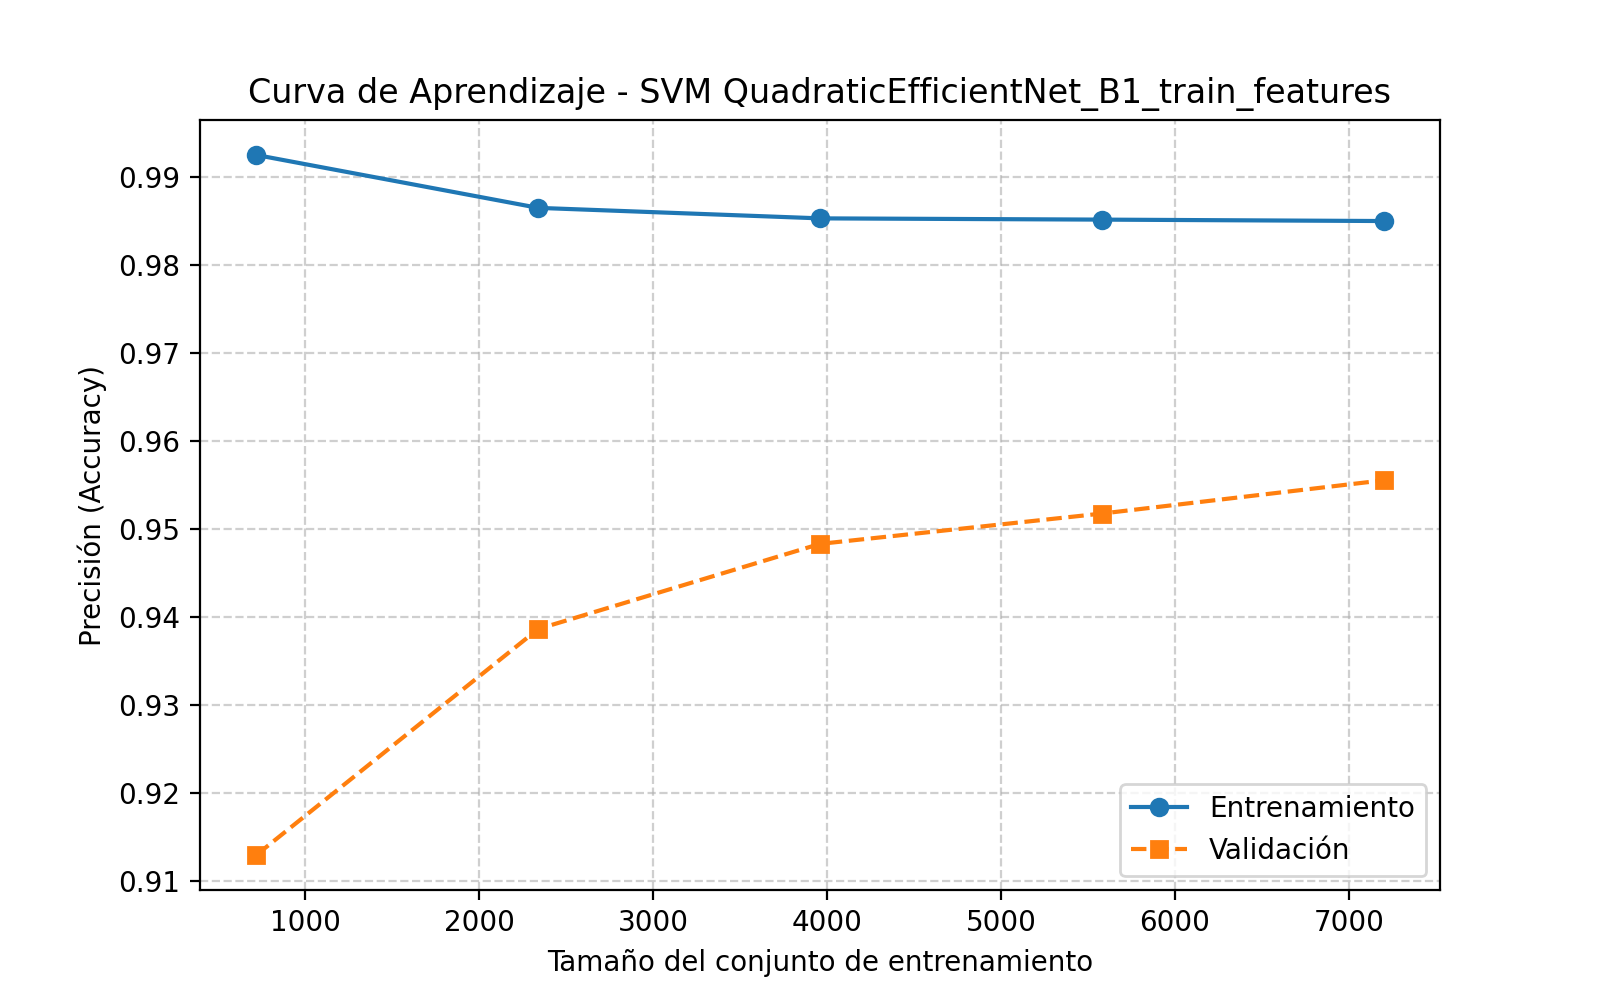 Curva de Aprendizaje - SVM QuadraticEfficientNet_B1_train_features
Precisión (Accuracy)
0.99
0.98
0.97
0.96
0.95
0.94
0.93
0.92
0.91
Entrenamiento
Validación
1000 2000 3000 4000 5000 6000 7000
Tamaño del conjunto de entrenamiento